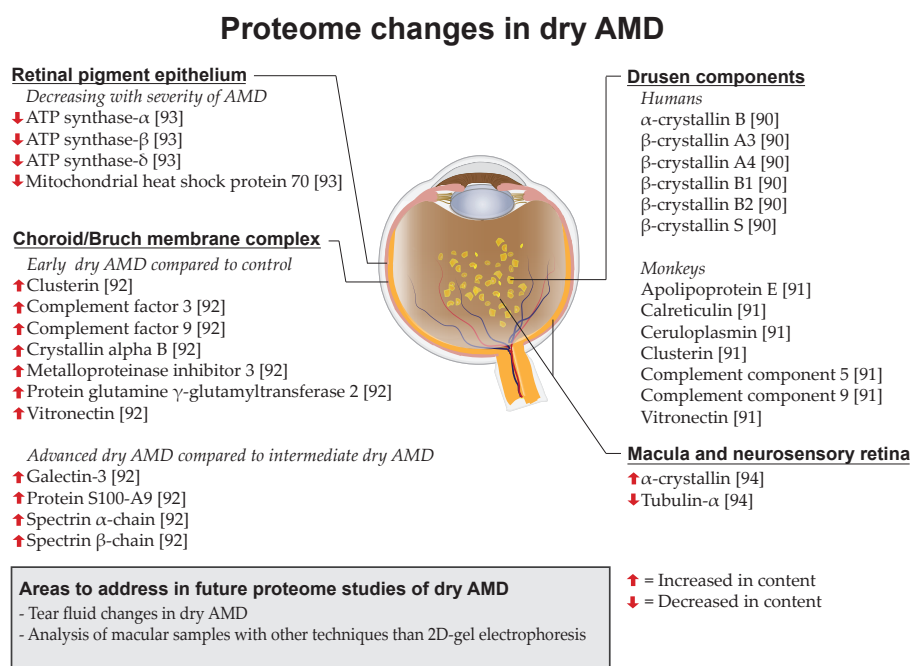 Proteome changes in dry AMD
Retinal pigment epithelium
Decreasing with severity of AMD
ATP synthase-α [93]
ATP synthase-β [93]
ATP synthase-δ [93]
Mitochondrial heat shock protein 70 [93]
Choroid/Bruch membrane complex
Early dry AMD compared to control
Clusterin [92]
Complement factor 3 [92]
Complement factor 9 [92]
Crystallin alpha B [92]
Metalloproteinase inhibitor 3 [92]
Protein glutamine γ-glutamyltransferase 2 [92]
Vitronectin [92]
Advanced dry AMD compared to intermediate dry AMD
Galectin-3 [92]
Protein S100-A9 [92]
Spectrin α-chain [92]
Spectrin β-chain [92]
Drusen components
Humans
α-crystallin B [90]
β-crystallin A3 [90]
β-crystallin A4 [90]
β-crystallin B1 [90]
β-crystallin B2 [90]
β-crystallin S [90]
Monkeys
Apolipoprotein E [91]
Calreticulin [91]
Ceruloplasmin [91]
Clusterin [91]
Complement component 5 [91]
Complement component 9 [91]
Vitronectin [91]
Macula and neurosensory retina
α-crystallin [94]
Tubulin-α [94]
Areas to address in future proteome studies of dry AMD
- Tear fluid changes in dry AMD
- Analysis of macular samples with other techniques than 2D-gel electrophoresis
= Increased in content
= Decreased in content